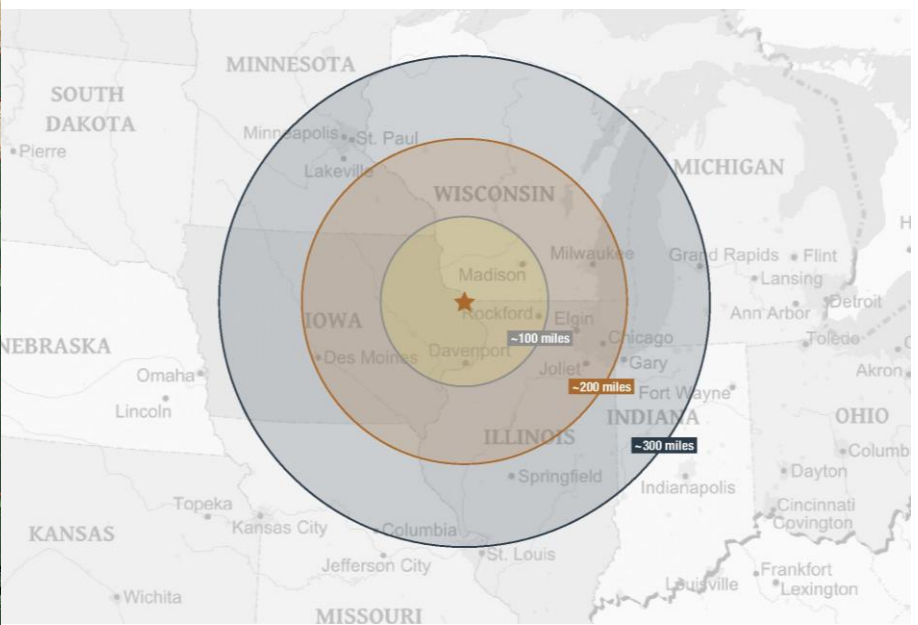 MINNESOTA
SOUTH
DAKOTA
Minneapolis
St. Paul
Pierre
Lakeville
MICHIGAN
WISCONSIN
Milwaukee
Grand Rapids
Flint
Madison
Lansing
Detroit
Ann Arbor
Rockford
Elgin
IOWA
~100 miles
Chicago
Toledo
NEBRASKA
Davenport
Des Moines
Joliet
Gary
Akron
Omaha
~200 miles
Fort Wayne
Lincoln
INDIANA
OHIO
ILLINOIS
~300 miles
Columb
Springfield
Dayton
Indianapolis
Topeka
Cincinnati
Covington
Kansas City
Columbia
KANSAS
St. Louis
Jefferson City
Frankfort
Louisville
Lexington
Wichita
MISSOURI